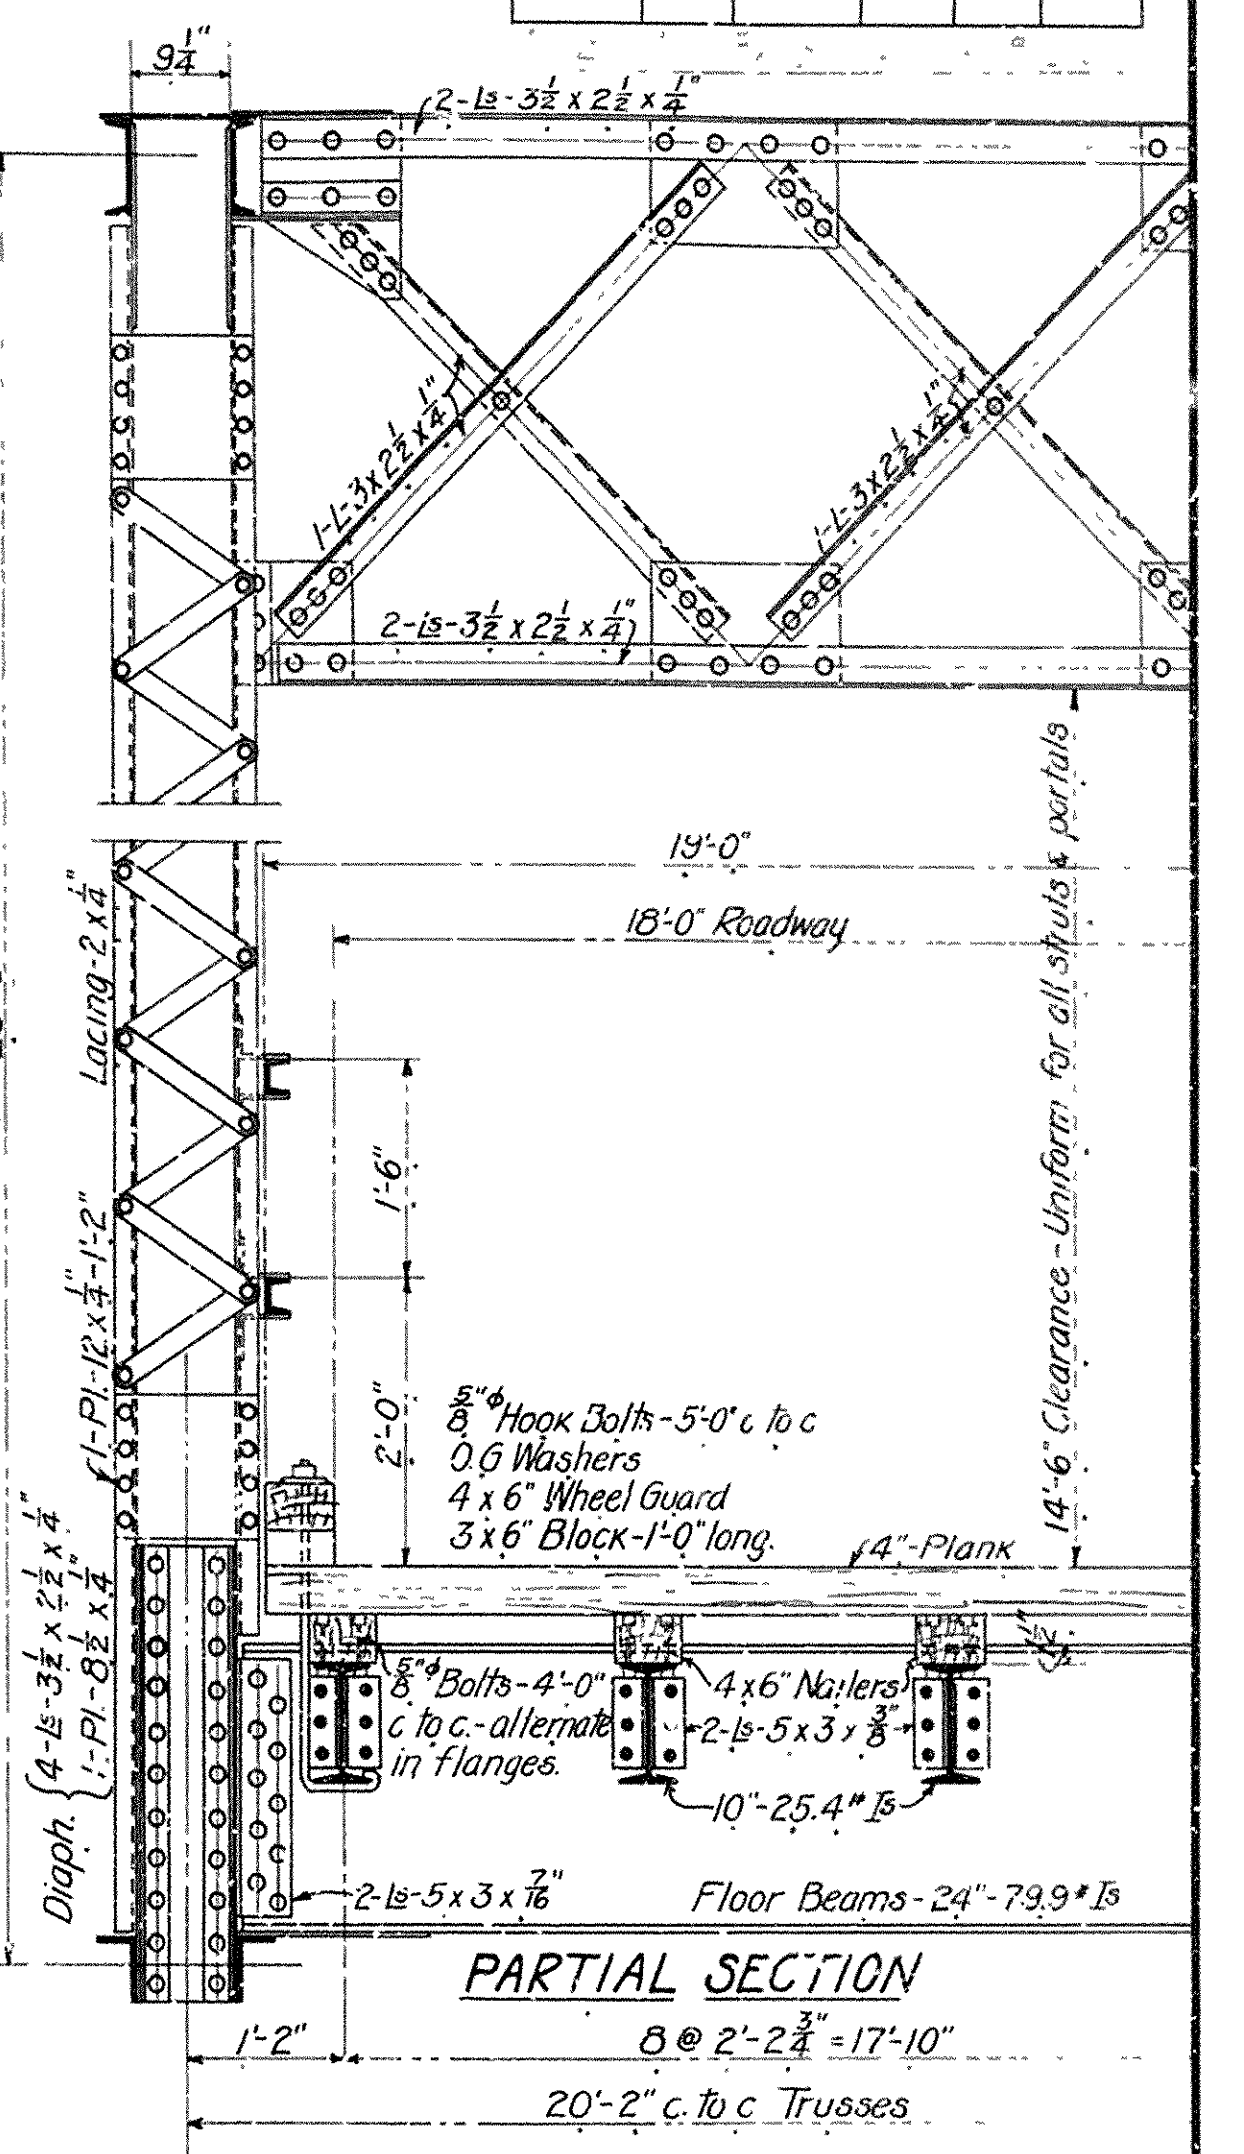 9 1/4"
2-Ls-3 1/2 x 2 1/2 x 1/4"
1-L-3 x 2 1/2 x 1/4"
1-L-3 x 2 1/2 x 1/4"
2-Ls-3 1/2 x 2 1/2 x 1/4"
19'-0"
18'-0" Roadway
14'-6" Clearance - Uniform for all struts & portals
Lacing-2 x 1/4"
1'-6"
1-Pl.-12 x 1/4"-1'-2"
2'-0"
5/8"ϕ Hook Bolts-5'-0" c to c
O.G Washers
4 x 6" Wheel Guard
3 x 6" Block-1'-0" long.
4"-Plank
Diaph. {
4-Ls-3 1/2 x 2 1/2 x 1/4"
1-Pl-8 1/2 x 1/4"
5/8"ϕ Bolts-4'-0"
c to c.-alternate
in flanges.
4 x 6" Nailers
1 1/2"
2-Ls-5 x 3 x 3/8"
10"-25.4# Is
2-Ls-5 x 3 x 7/16"
Floor Beams-24"-79.9# Is
PARTIAL SECTION
1'-2"
8 @ 2'-2 3/4" = 17'-10"
20'-2" c. to c Trusses